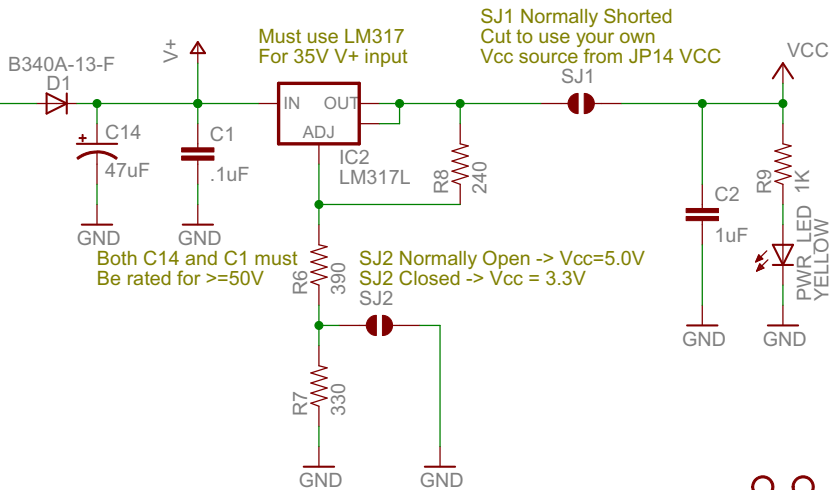 SJ1 Normally Shorted
Cut to use your own
Vcc source from JP14 VCC
Must use LM317
For 35V V+ input
V+
VCC
B340A-13-F
D1
SJ1
IN OUT
ADJ
C14
47uF
C1
.1uF
IC2
LM317L
R8
240
R9
1K
C2
1uF
PWR_LED
YELLOW
GND
GND
Both C14 and C1 must
Be rated for >=50V
R6
390
SJ2 Normally Open -> Vcc=5.0V
SJ2 Closed -> Vcc = 3.3V
SJ2
GND
GND
R7
330
GND
GND